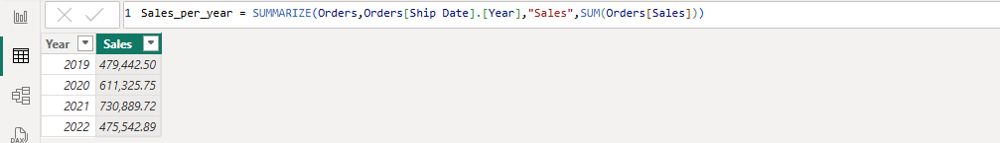 1 Sales_per_year = SUMMARIZE(Orders,Orders[Ship Date].[Year],"Sales",SUM(Orders[Sales]))
Year Sales
2019 479,442.50
2020 611,325.75
2021 730,889.72
2022 475,542.89
DAX